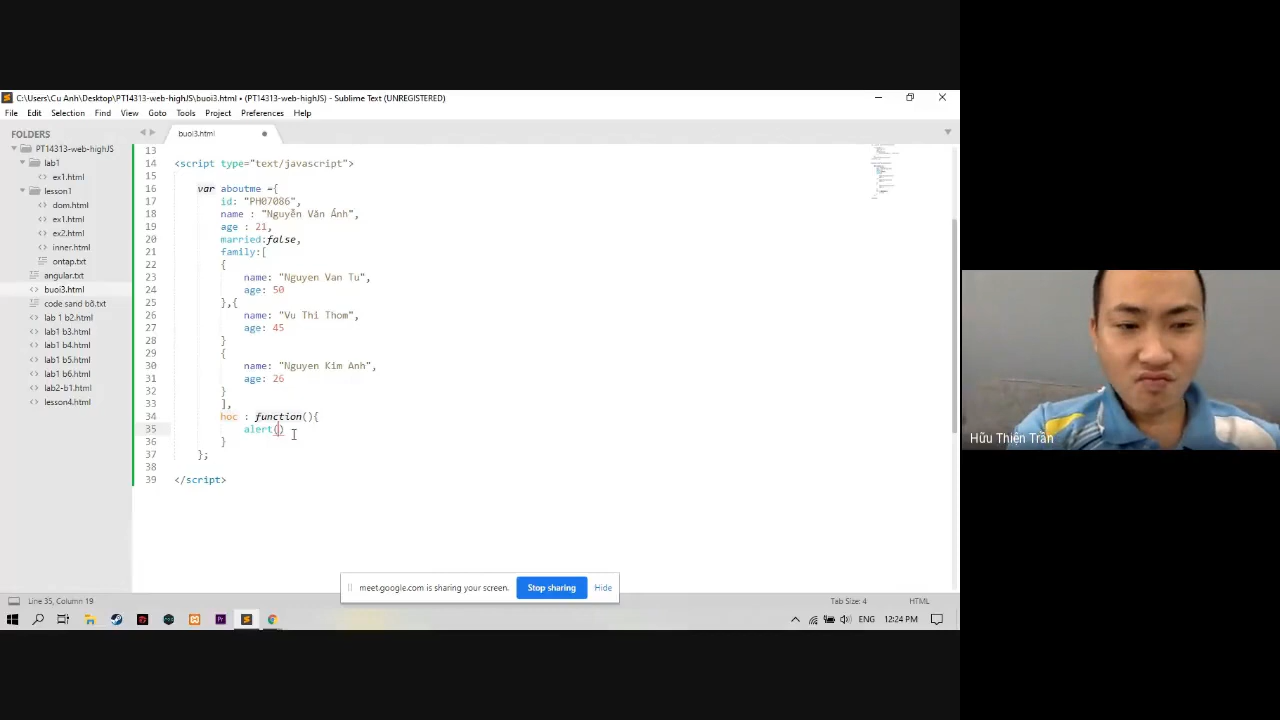 C:\Users\Cu Anh\Desktop\PT14313-web-highJS\buoi3.html • (PT14313-web-highJS) - Sublime Text (UNREGISTERED)
File Edit Selection Find View Goto Tools Project Preferences Help
FOLDERS
PT14313-web-highJS
lab1
ex1.html
lesson1
dom.html
ex1.html
ex2.html
inner.html
ontap.txt
angular.txt
buoi3.html
code sand b8.txt
lab 1 b2.html
lab1 b3.html
lab1 b4.html
lab1 b5.html
lab1 b6.html
lab2-b1.html
lesson4.html
buoi3.html
13
14 <script type="text/javascript">
15
16 var aboutme ={
17 id: "PH07086",
18 name : "Nguyễn Văn Ánh",
19 age : 21,
20 married:false,
21 family:[
22 {
23 name: "Nguyen Van Tu",
24 age: 50
25 },{
26 name: "Vu Thi Thom",
27 age: 45
28 }
29 {
30 name: "Nguyen Kim Anh",
31 age: 26
32 }
33 ],
34 hoc : function(){
35 alert()
36 }
37 };
38
39 </script>
meet.google.com is sharing your screen. Stop sharing Hide
Line 35, Column 19 Tab Size: 4 HTML
Pr ENG 12:24 PM
Hữu Thiện Trần